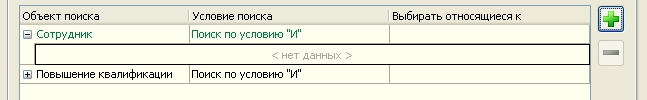 Объект поиска Условие поиска Выбирать относящиеся к
Сотрудник Поиск по условию "И"
< нет данных >
Повышение квалификации Поиск по условию "И"